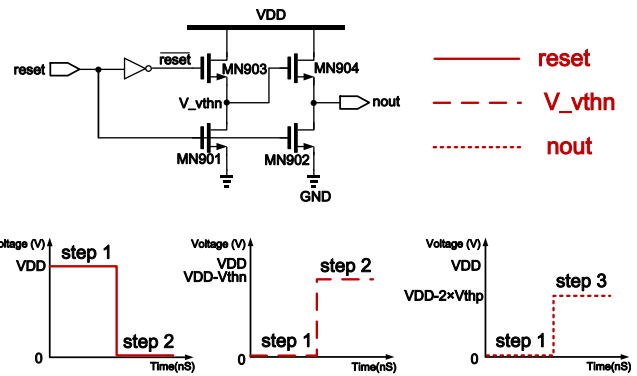 VDD
reset
reset
MN903
MN904
V_vthn
nout
MN901
MN902
GND
reset
V_vthn
nout
Voltage (V)
VDD
step 1
step 2
0
Time(nS)
Voltage (V)
VDD
VDD-Vthn
step 2
step 1
0
Time(nS)
Voltage (V)
VDD
step 3
VDD-2×Vthp
step 1
0
Time(nS)